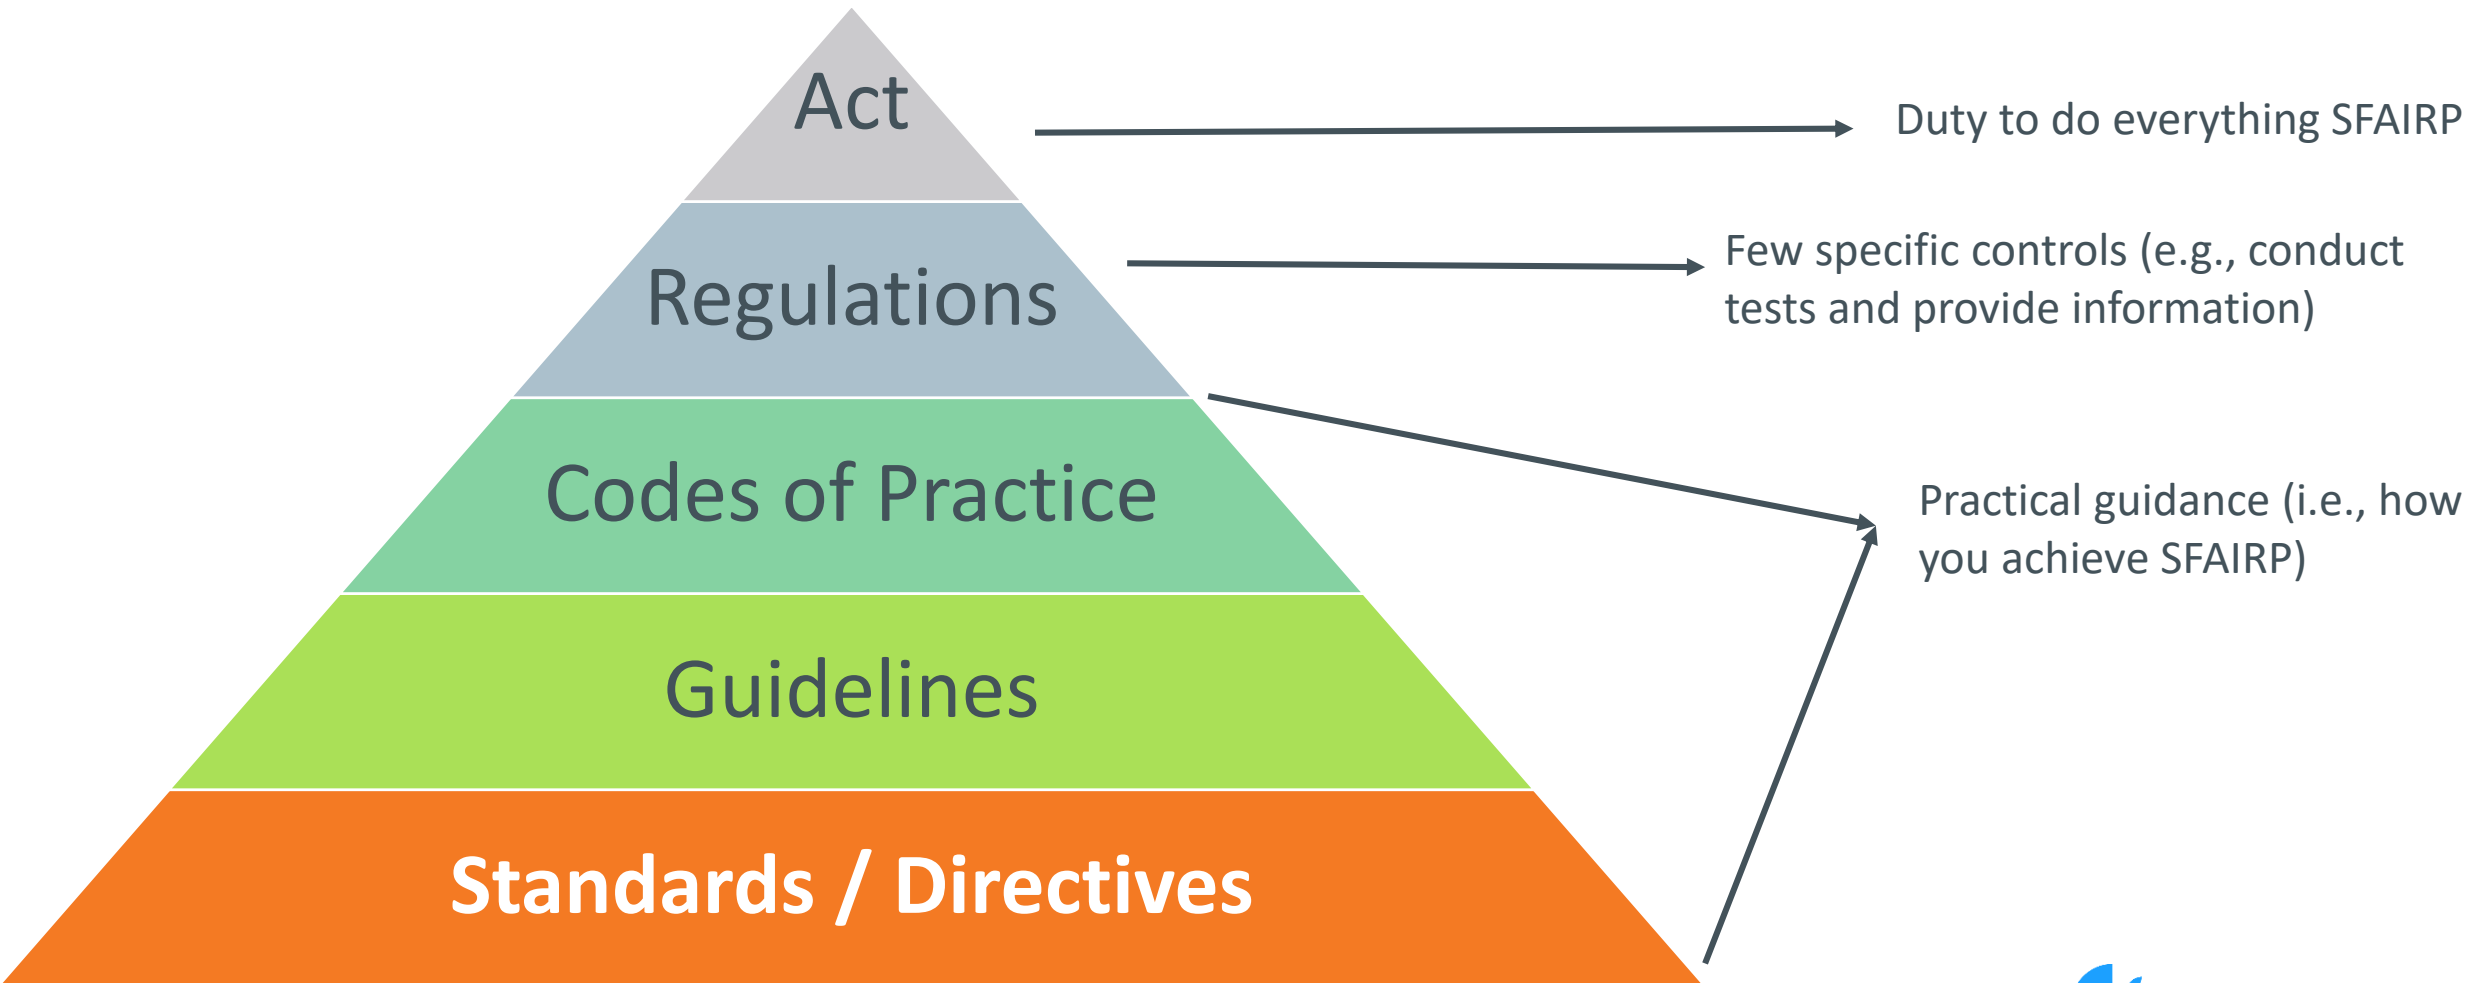 Act
Duty to do everything SFAIRP
Regulations
Few specific controls (e.g., conduct
tests and provide information)
Codes of Practice
Practical guidance (i.e., how
you achieve SFAIRP)
Guidelines
Standards / Directives